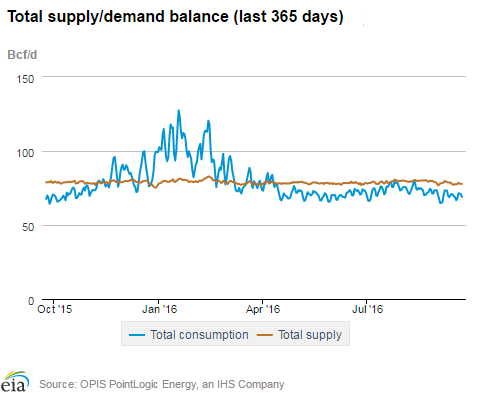 Total supply/demand balance (last 365 days)
Bcf/d
150
100
50
0
Oct '15 Jan '16 Apr '16 Jul '16
Total consumption Total supply
eia Source: OPIS PointLogic Energy, an IHS Company